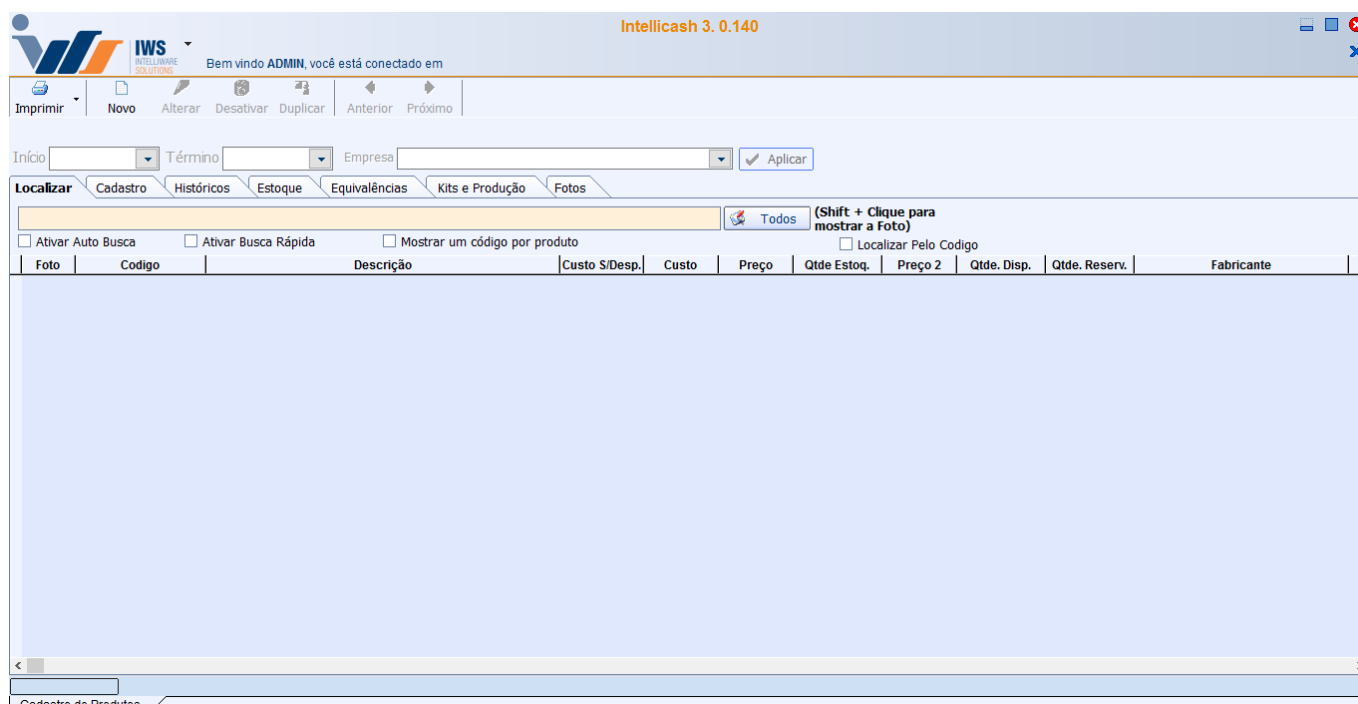 Intellicash 3. 0.140
IWS
INTELLIWARE
SOLUTIONS
Bem vindo ADMIN, você está conectado em
Imprimir Novo Alterar Desativar Duplicar Anterior Próximo
Início Término Empresa Aplicar
Localizar Cadastro Históricos Estoque Equivalências Kits e Produção Fotos
Todos (Shift + Clique para
mostrar a Foto)
Ativar Auto Busca Ativar Busca Rápida Mostrar um código por produto Localizar Pelo Codigo
Foto Codigo Descrição Custo S/Desp. Custo Preço Qtde Estoq. Preço 2 Qtde. Disp. Qtde. Reserv. Fabricante
Cadastro de Produtos